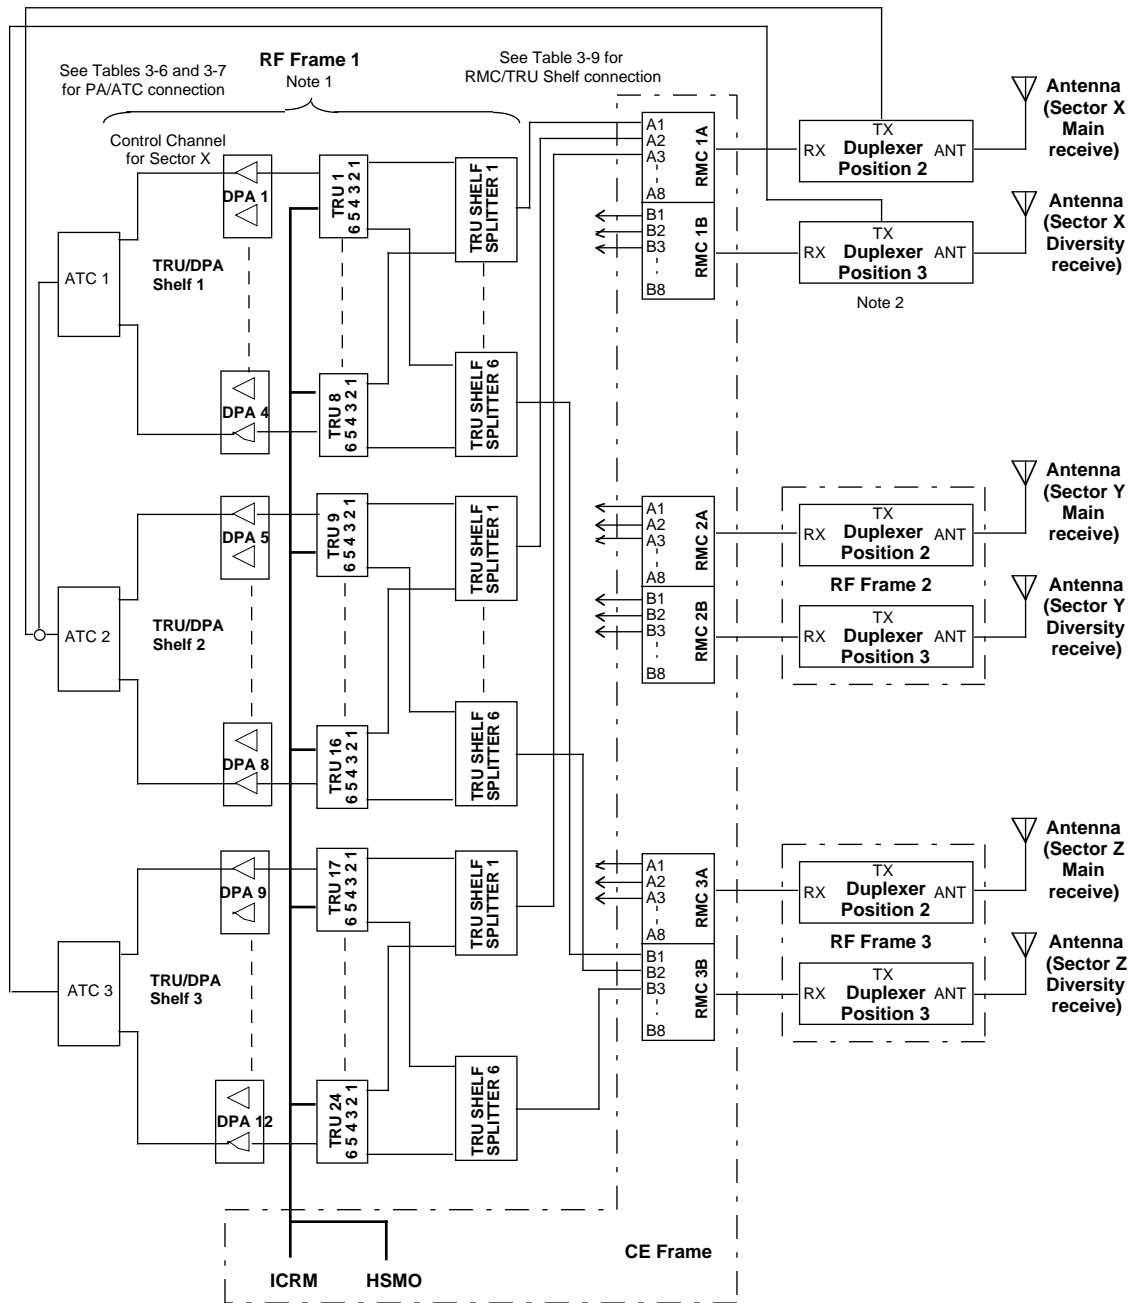 See Tables 3-6 and 3-7
for PA/ATC connection
RF Frame 1
Note 1
See Table 3-9 for
RMC/TRU Shelf connection
Control Channel
for Sector X
ATC 1
TRU/DPA
Shelf 1
DPA 1
DPA 4
TRU 1
6 5 4 3 2 1
TRU 8
6 5 4 3 2 1
TRU SHELF
SPLITTER 1
TRU SHELF
SPLITTER 6
A1
A2
A3
A8
RMC 1A
B1
B2
B3
B8
RMC 1B
TX
RX Duplexer ANT
Position 2
Antenna
(Sector X
Main
receive)
TX
RX Duplexer ANT
Position 3
Note 2
Antenna
(Sector X
Diversity
receive)
ATC 2
TRU/DPA
Shelf 2
DPA 5
DPA 8
TRU 9
6 5 4 3 2 1
TRU 16
6 5 4 3 2 1
TRU SHELF
SPLITTER 1
TRU SHELF
SPLITTER 6
A1
A2
A3
A8
RMC 2A
B1
B2
B3
B8
RMC 2B
TX
RX Duplexer ANT
Position 2
RF Frame 2
TX
RX Duplexer ANT
Position 3
Antenna
(Sector Y
Main
receive)
Antenna
(Sector Y
Diversity
receive)
ATC 3
TRU/DPA
Shelf 3
DPA 9
DPA 12
TRU 17
6 5 4 3 2 1
TRU 24
6 5 4 3 2 1
TRU SHELF
SPLITTER 1
TRU SHELF
SPLITTER 6
A1
A2
A3
A8
RMC 3A
B1
B2
B3
B8
RMC 3B
TX
RX Duplexer ANT
Position 2
RF Frame 3
TX
RX Duplexer ANT
Position 3
Antenna
(Sector Z
Main
receive)
Antenna
(Sector Z
Diversity
receive)
CE Frame
ICRM
HSMO